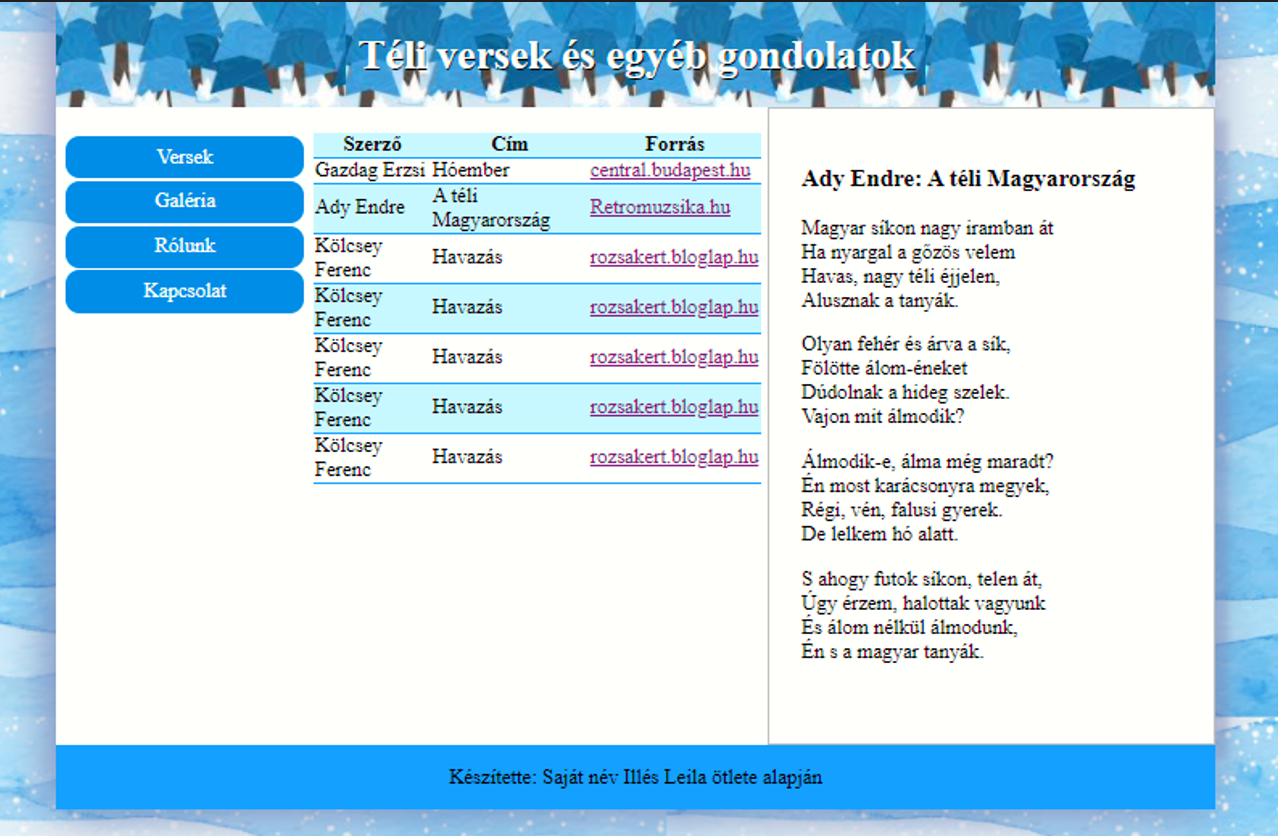 Téli versek és egyéb gondolatok
Versek
Galéria
Rólunk
Kapcsolat
Szerző Cím Forrás
Gazdag Erzsi Hóember central.budapest.hu
Ady Endre A téli Magyarország Retromuzsika.hu
Kölcsey Ferenc Havazás rozsakert.bloglap.hu
Kölcsey Ferenc Havazás rozsakert.bloglap.hu
Kölcsey Ferenc Havazás rozsakert.bloglap.hu
Kölcsey Ferenc Havazás rozsakert.bloglap.hu
Kölcsey Ferenc Havazás rozsakert.bloglap.hu
Ady Endre: A téli Magyarország
Magyar síkon nagy iramban át
Ha nyargal a gőzös velem
Havas, nagy téli éjjelen,
Alusznak a tanyák.
Olyan fehér és árva a sík,
Fölötte álom-éneket
Dúdolnak a hideg szelek.
Vajon mit álmodik?
Álmodik-e, álma még maradt?
Én most karácsonyra megyek,
Régi, vén, falusi gyerek.
De lelkem hó alatt.
S ahogy futok síkon, telen át,
Úgy érzem, halottak vagyunk
És álom nélkül álmodunk,
Én s a magyar tanyák.
Készítette: Saját név Illés Leila ötlete alapján